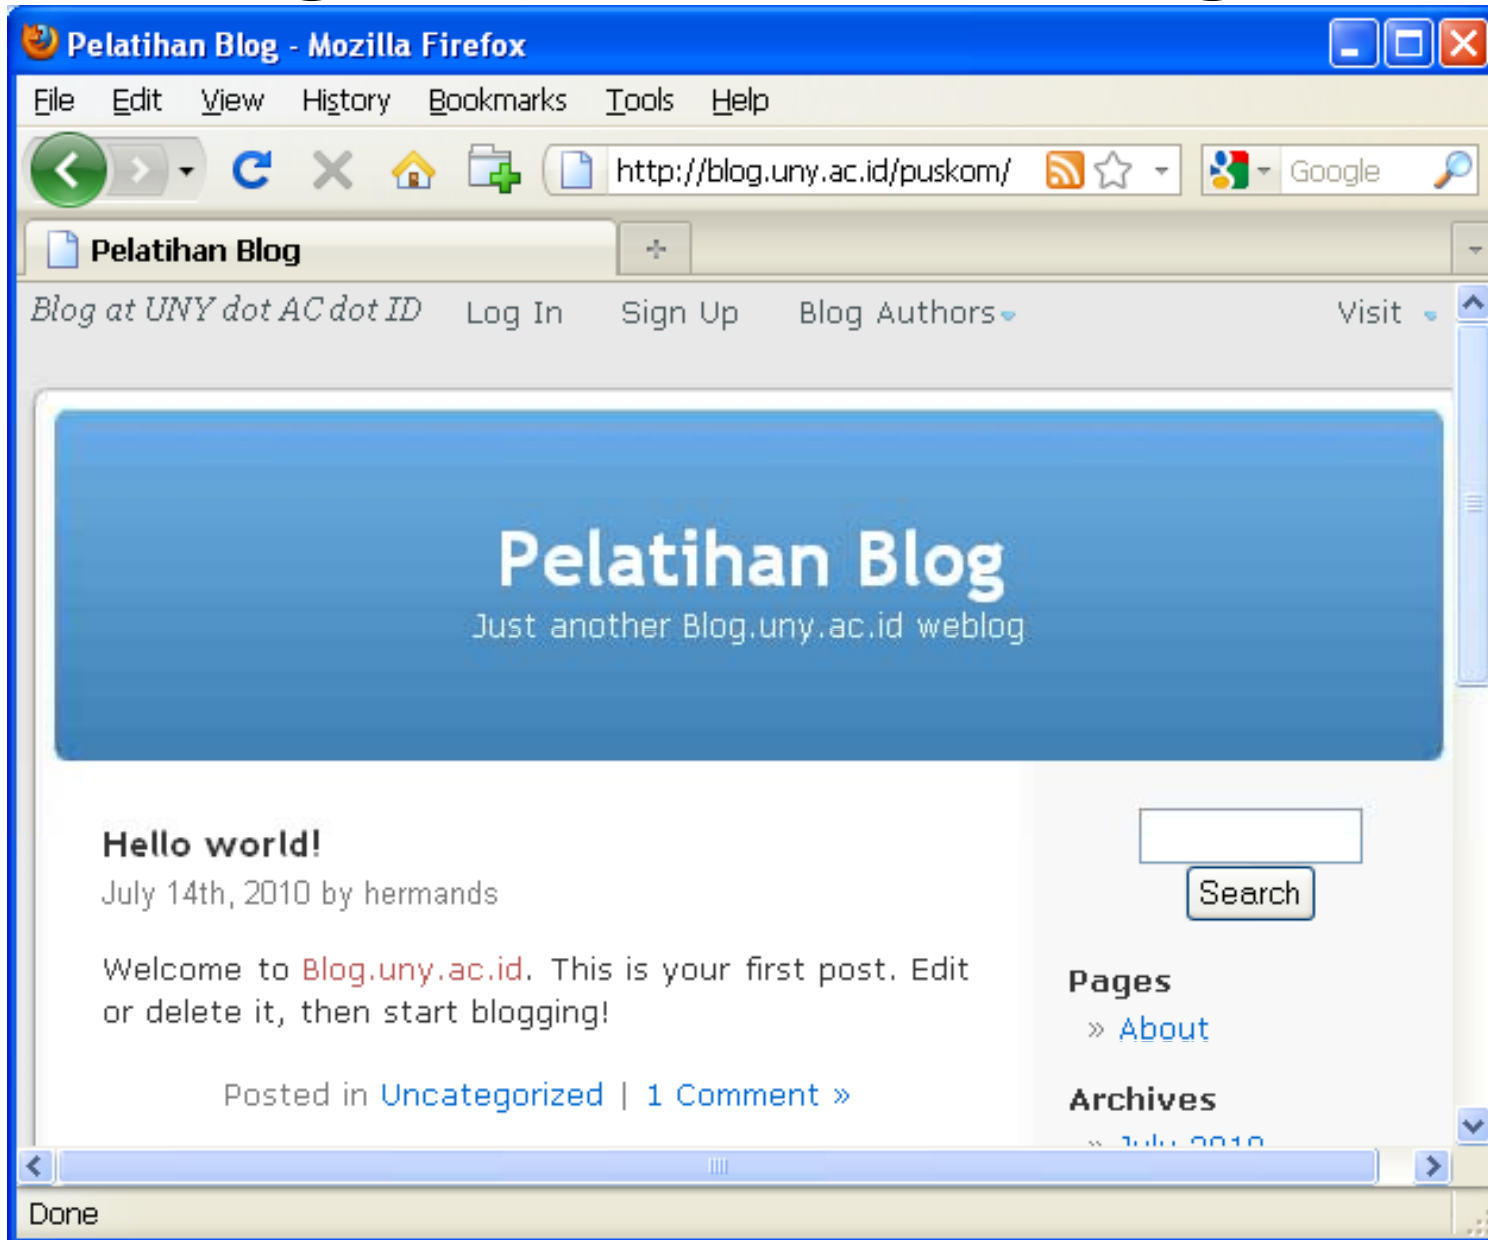 Pelatihan Blog - Mozilla Firefox
File Edit View History Bookmarks Tools Help
http://blog.uny.ac.id/puskom/ Google
Pelatihan Blog
Blog at UNY dot AC dot ID Log In Sign Up Blog Authors Visit
Pelatihan Blog
Just another Blog.uny.ac.id weblog
Hello world!
July 14th, 2010 by hermands
Welcome to Blog.uny.ac.id. This is your first post. Edit
or delete it, then start blogging!
Posted in Uncategorized | 1 Comment »
Search
Pages
» About
Archives
» July 2010
Done